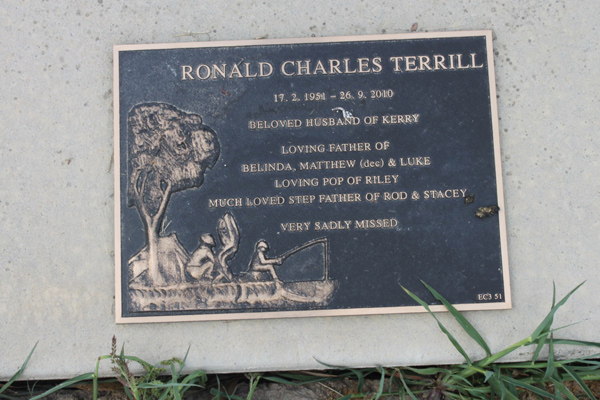 RONALD CHARLES TERRILL
17. 2. 1951 – 26. 9. 2010
BELOVED HUSBAND OF KERRY
LOVING FATHER OF
BELINDA, MATTHEW (dec) & LUKE
LOVING POP OF RILEY
MUCH LOVED STEP FATHER OF ROD & STACEY
VERY SADLY MISSED
EC3 51